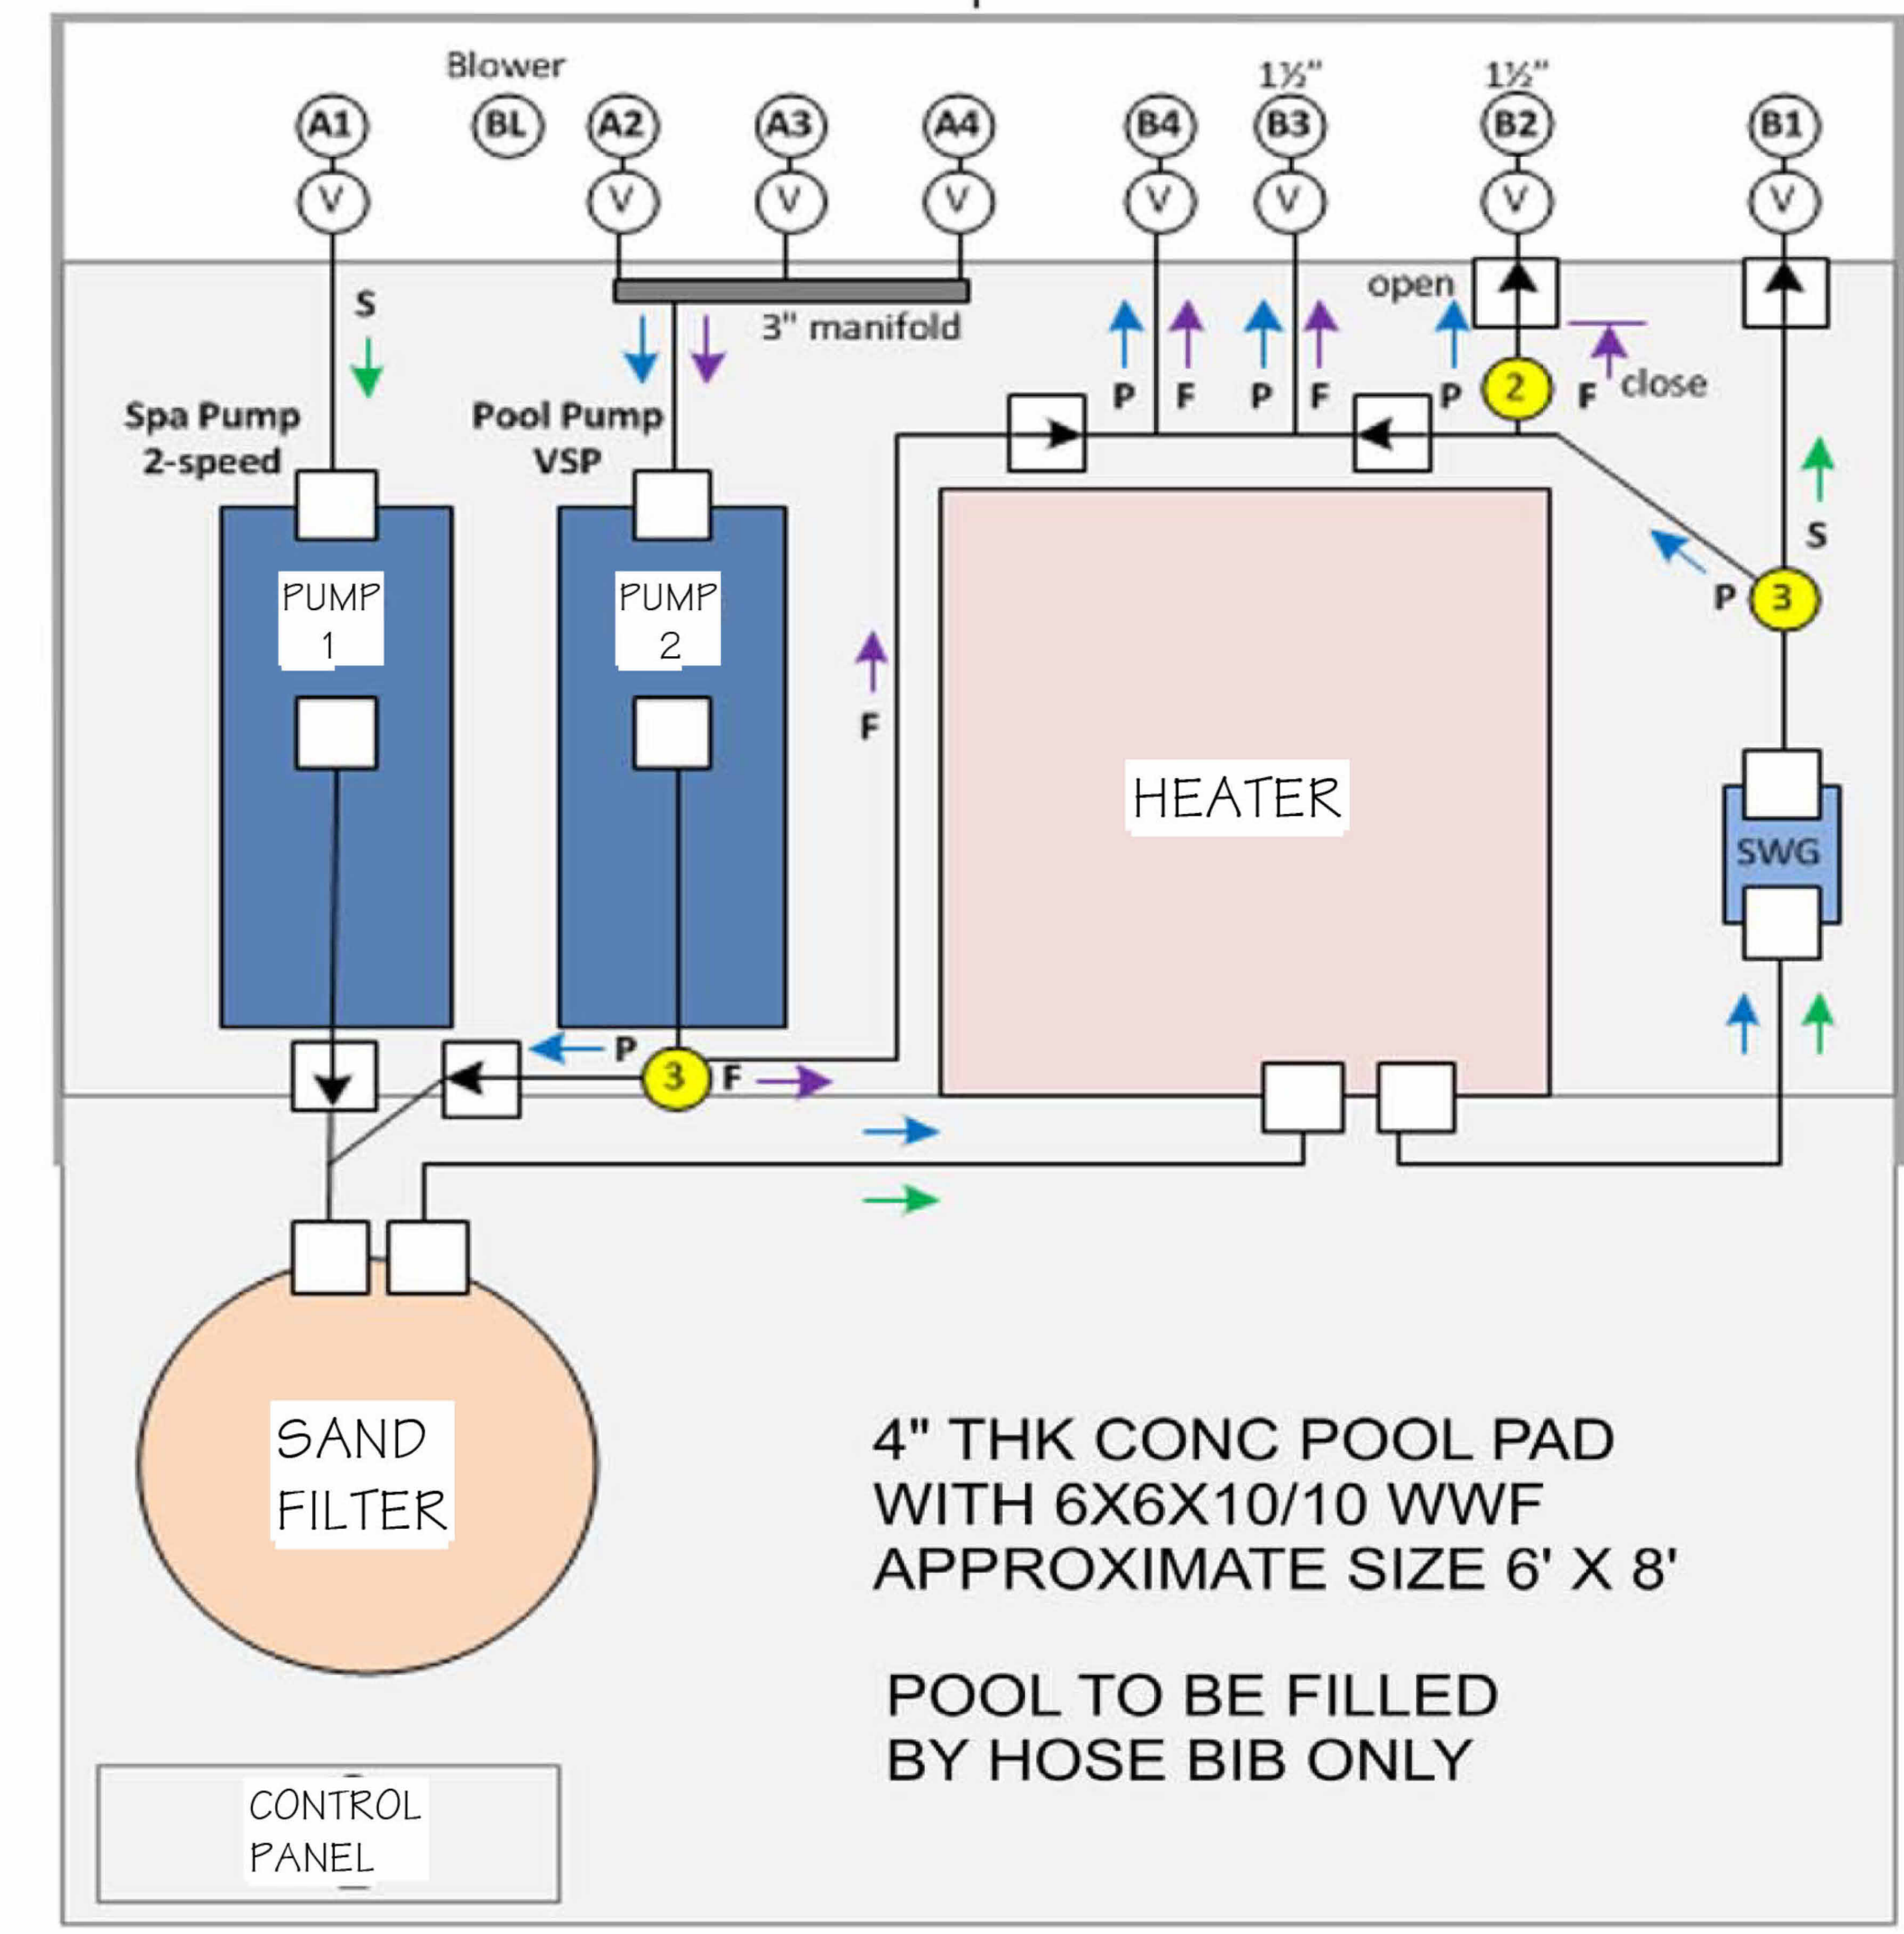 Blower
1½"
1½"
A1
BL
A2
A3
A4
B4
B3
B2
B1
V
V
V
V
V
V
V
V
S
3" manifold
open
P
F
P
F
P
2
F
close
Spa Pump
2-speed
Pool Pump
VSP
S
P
3
PUMP
1
PUMP
2
F
HEATER
SWG
P
3
F
SAND
FILTER
4" THK CONC POOL PAD
WITH 6X6X10/10 WWF
APPROXIMATE SIZE 6' X 8'
POOL TO BE FILLED
BY HOSE BIB ONLY
CONTROL
PANEL